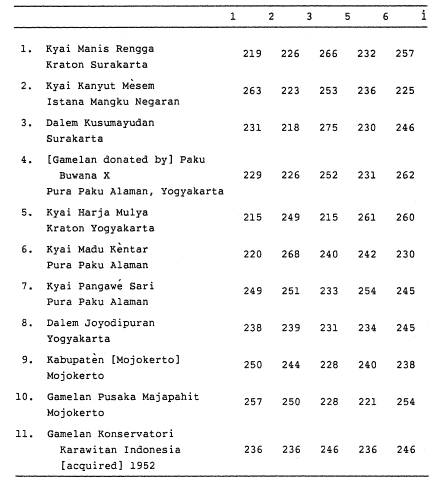 1 2 3 5 6 i
1. Kyai Manis Rengga
Kraton Surakarta 219 226 266 232 257
2. Kyai Kanyut Mèsem
Istana Mangku Negaran 263 223 253 236 225
3. Dalem Kusumayudan
Surakarta 231 218 275 230 246
4. [Gamelan donated by] Paku
Buwana X
Pura Paku Alaman, Yogyakarta 229 226 252 231 262
5. Kyai Harja Mulya
Kraton Yogyakarta 215 249 215 261 260
6. Kyai Madu Kèntar
Pura Paku Alaman 220 268 240 242 230
7. Kyai Pangawé Sari
Pura Paku Alaman 249 251 233 254 245
8. Dalem Joyodipuran
Yogyakarta 238 239 231 234 245
9. Kabupatèn [Mojokerto]
Mojokerto 250 244 228 240 238
10. Gamelan Pusaka Majapahit
Mojokerto 257 250 228 221 254
11. Gamelan Konservatori
Karawitan Indonesia 236 236 246 236 246
[acquired] 1952